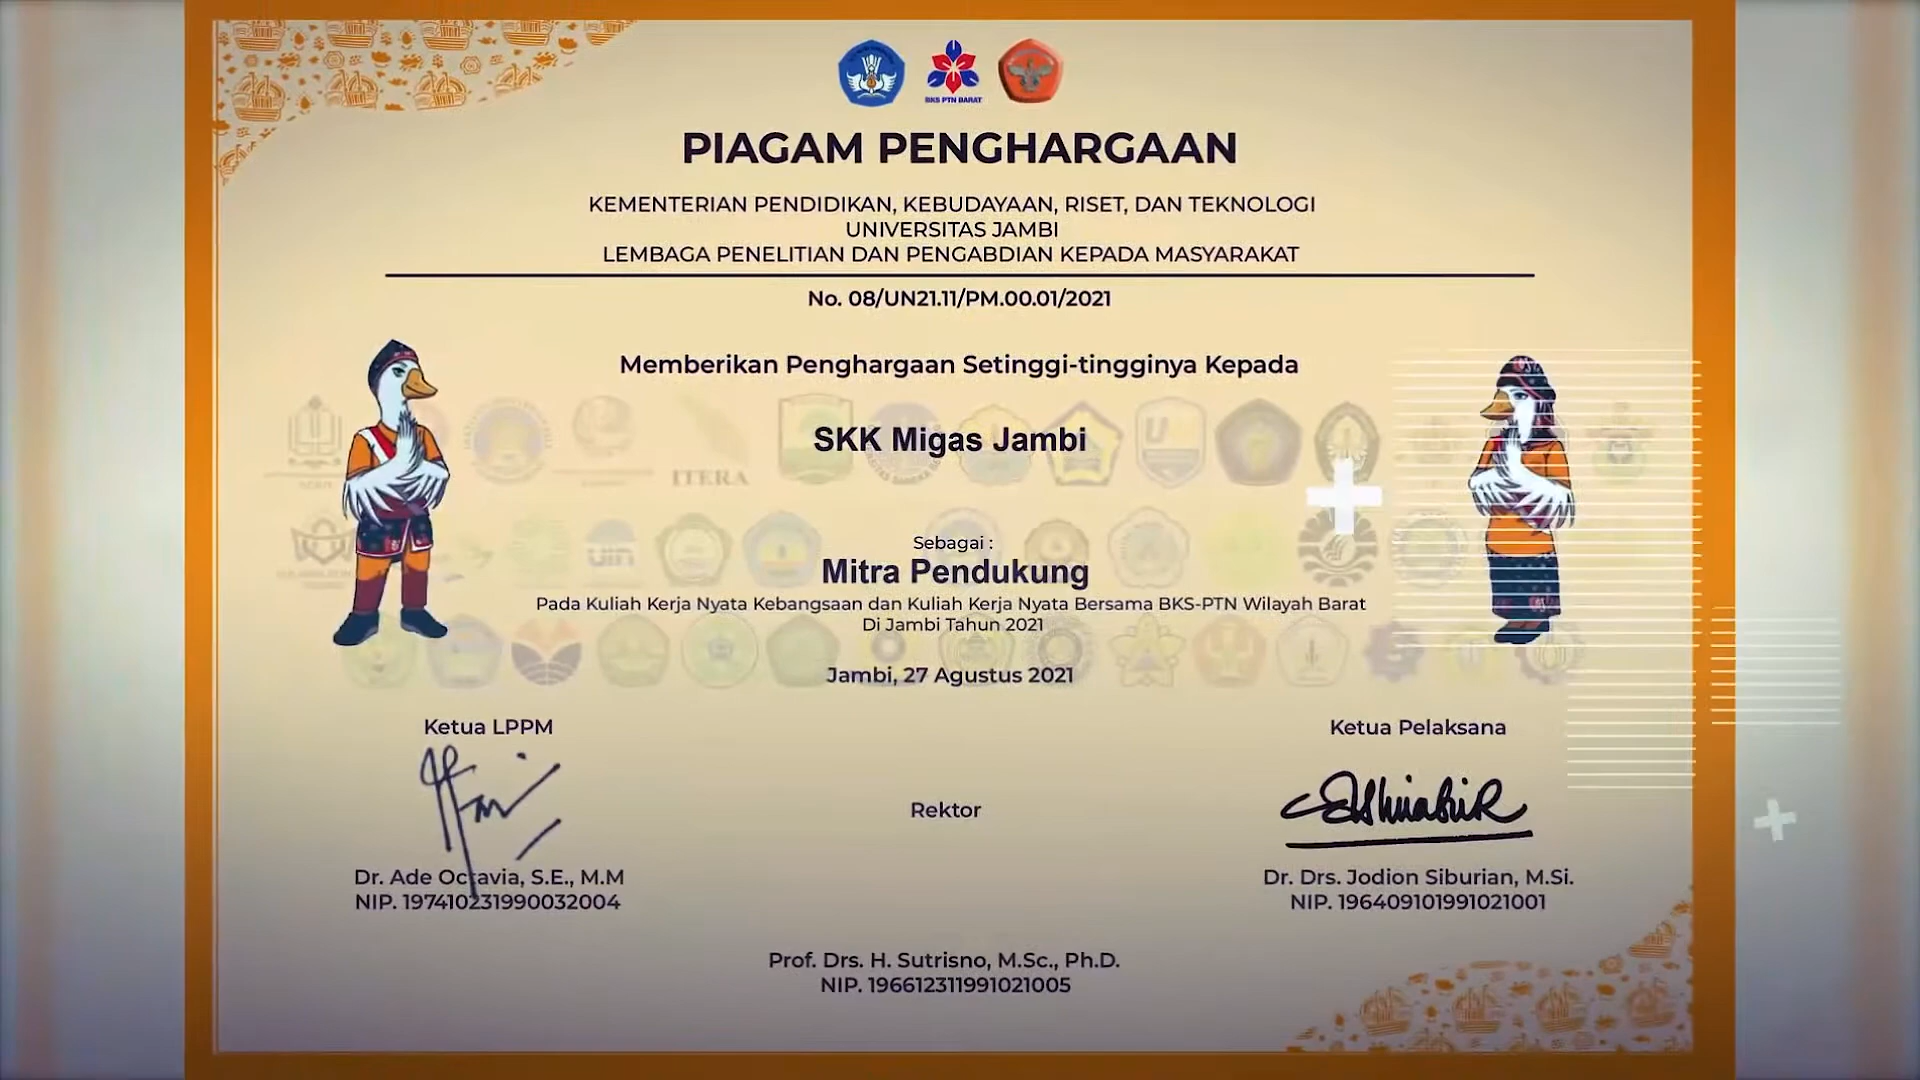 BKS PTN BARAT
PIAGAM PENGHARGAAN
KEMENTERIAN PENDIDIKAN, KEBUDAYAAN, RISET, DAN TEKNOLOGI
UNIVERSITAS JAMBI
LEMBAGA PENELITIAN DAN PENGABDIAN KEPADA MASYARAKAT
No. 08/UN21.11/PM.00.01/2021
Memberikan Penghargaan Setinggi-tingginya Kepada
ITERA
SKK Migas Jambi
Sebagai :
uin
Mitra Pendukung
Pada Kuliah Kerja Nyata Kebangsaan dan Kuliah Kerja Nyata Bersama BKS-PTN Wilayah Barat
Di Jambi Tahun 2021
Jambi, 27 Agustus 2021
Ketua LPPM
Ketua Pelaksana
Rektor
Dr. Ade Octavia, S.E., M.M
NIP. 197410231990032004
Dr. Drs. Jodion Siburian, M.Si.
NIP. 196409101991021001
Prof. Drs. H. Sutrisno, M.Sc., Ph.D.
NIP. 196612311991021005